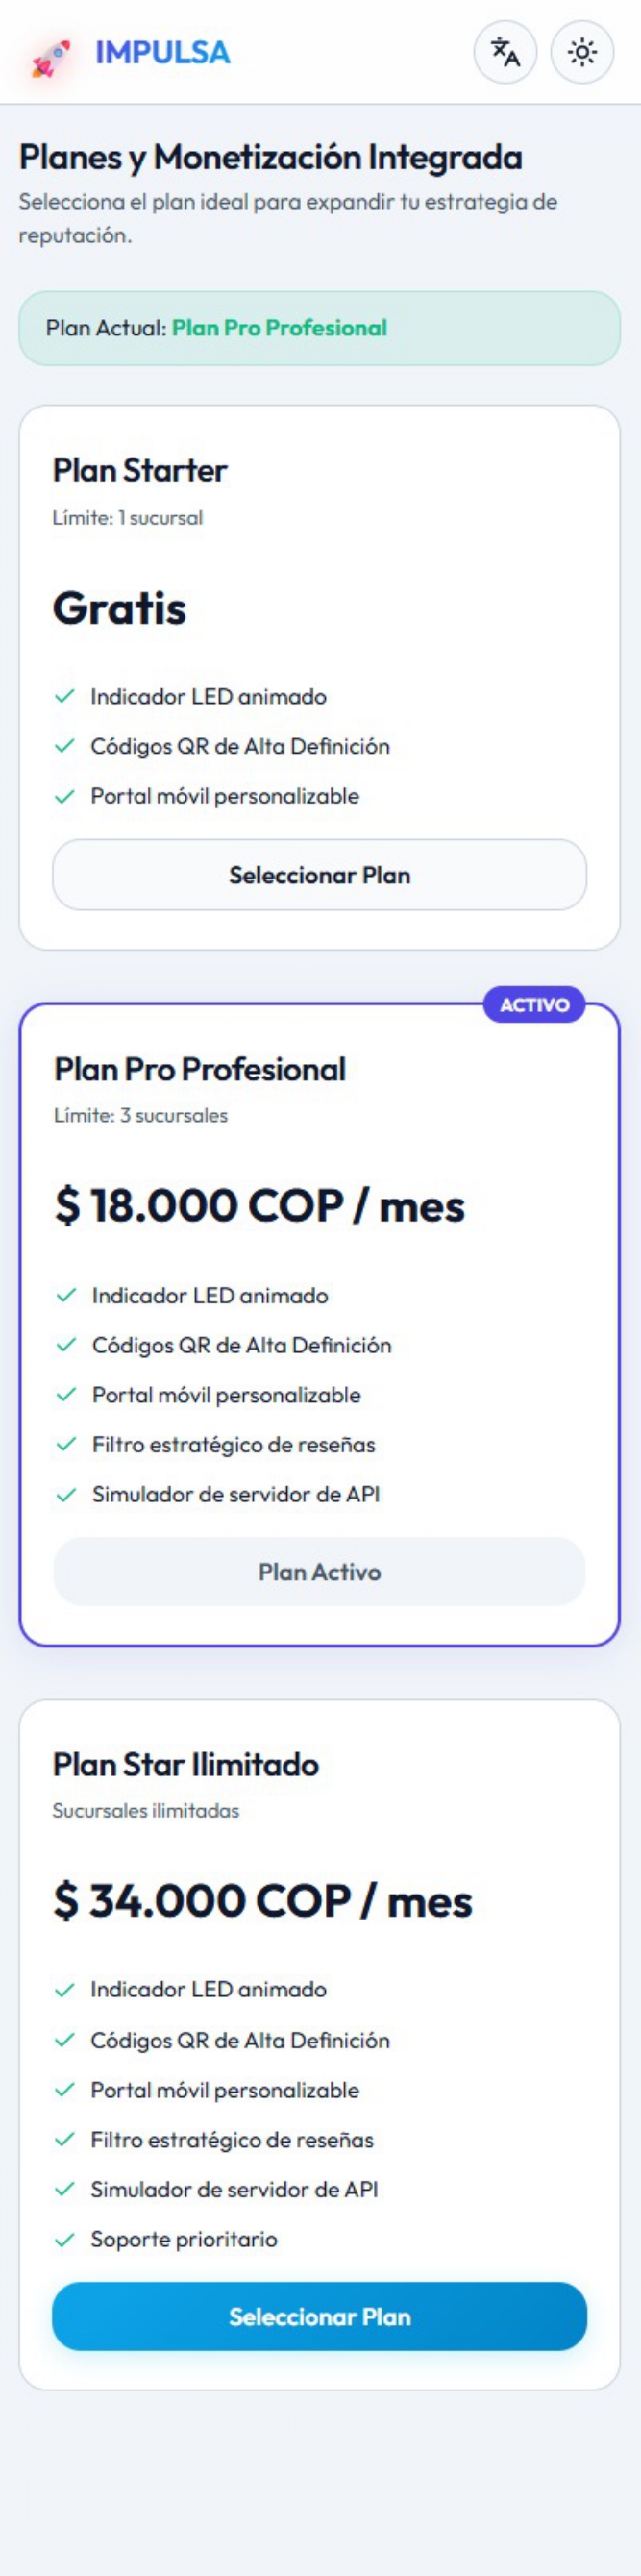 IMPULSA
Planes y Monetización Integrada
Selecciona el plan ideal para expandir tu estrategia de
reputación.
Plan Actual: Plan Pro Profesional
Plan Starter
Límite: 1 sucursal
Gratis
Indicador LED animado
Códigos QR de Alta Definición
Portal móvil personalizable
Seleccionar Plan
ACTIVO
Plan Pro Profesional
Límite: 3 sucursales
$ 18.000 COP / mes
Indicador LED animado
Códigos QR de Alta Definición
Portal móvil personalizable
Filtro estratégico de reseñas
Simulador de servidor de API
Plan Activo
Plan Star Ilimitado
Sucursales ilimitadas
$ 34.000 COP / mes
Indicador LED animado
Códigos QR de Alta Definición
Portal móvil personalizable
Filtro estratégico de reseñas
Simulador de servidor de API
Soporte prioritario
Seleccionar Plan